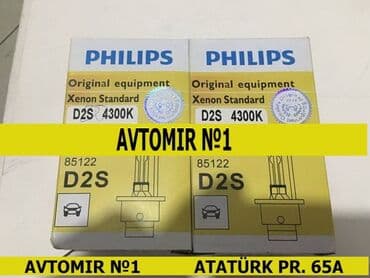 PHILIPS PHILIPS
Original equipment Original equipment
Xenon Standard Xenon Standard
D2S 4300K D2S 4300K
AVTOMIR №1
85122 85122
D2S D2S
AVTOMIR №1 ATATÜRK PR. 65A